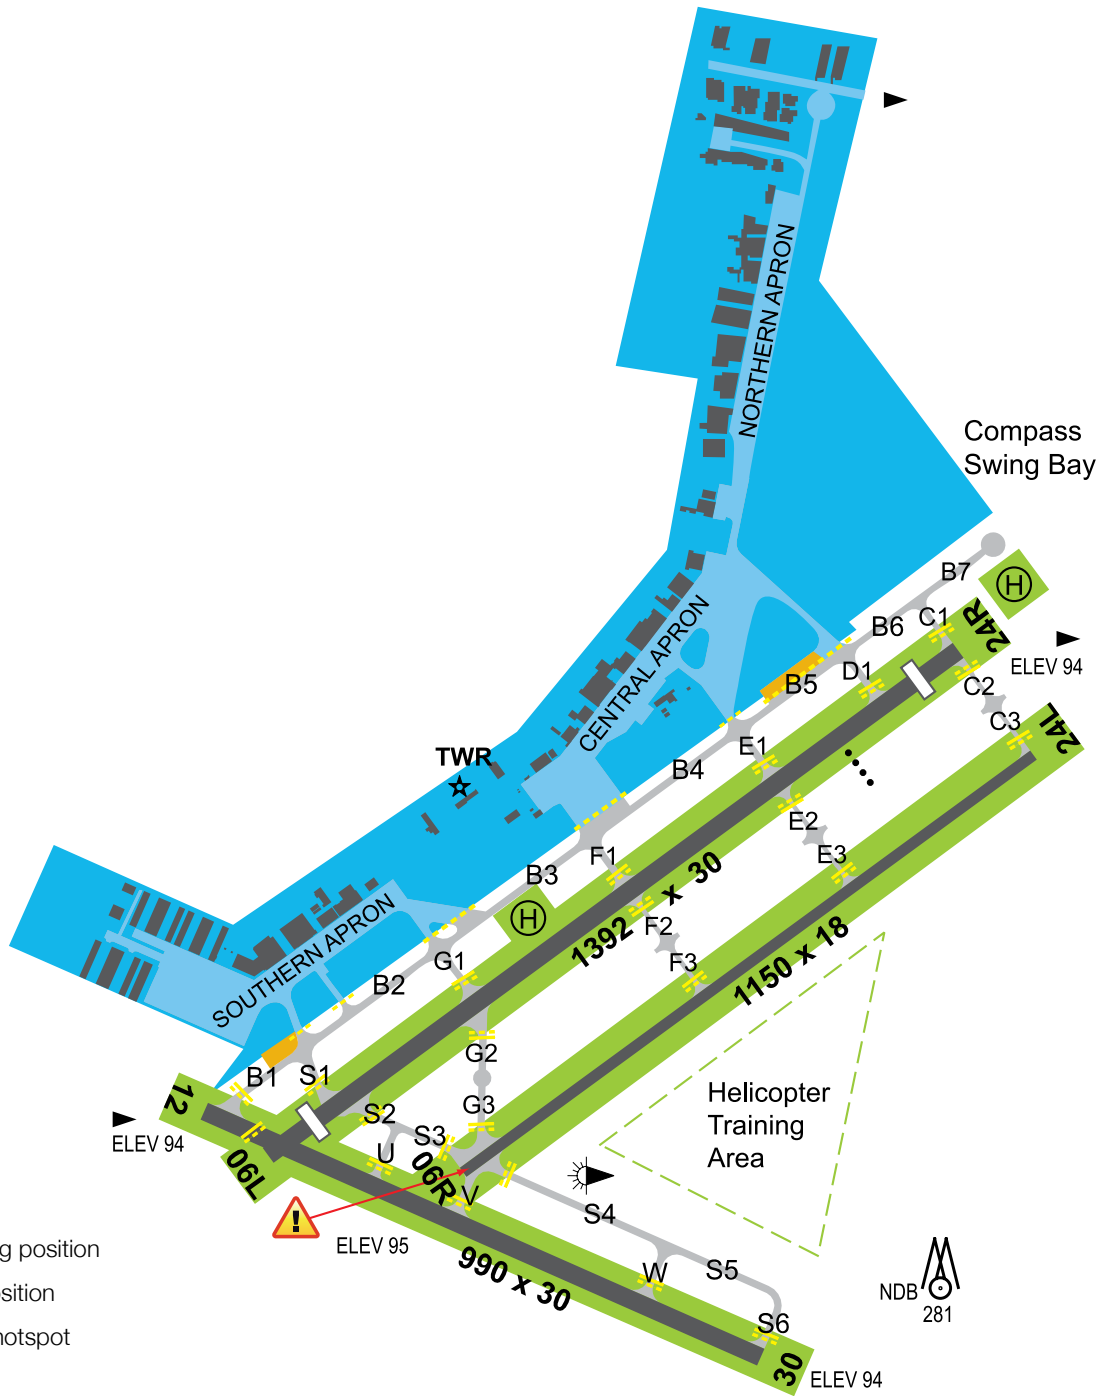 NORTHERN APRON
Compass
Swing Bay
B7
H
C1
24R
B6
ELEV 94
D1
C2
B5
CENTRAL APRON
C3
24L
E1
TWR
B4
E2
F1
E3
B3
1392 x 30
H
F2
SOUTHERN APRON
G1
F3
1150 x 18
B2
G2
B1
S1
Helicopter
Training
Area
12
G3
S2
ELEV 94
S3
U
06L
06R
V
S4
!
ELEV 95
g position
990 x 30
W
S5
NDB
281
sition
S6
notspot
30
ELEV 94